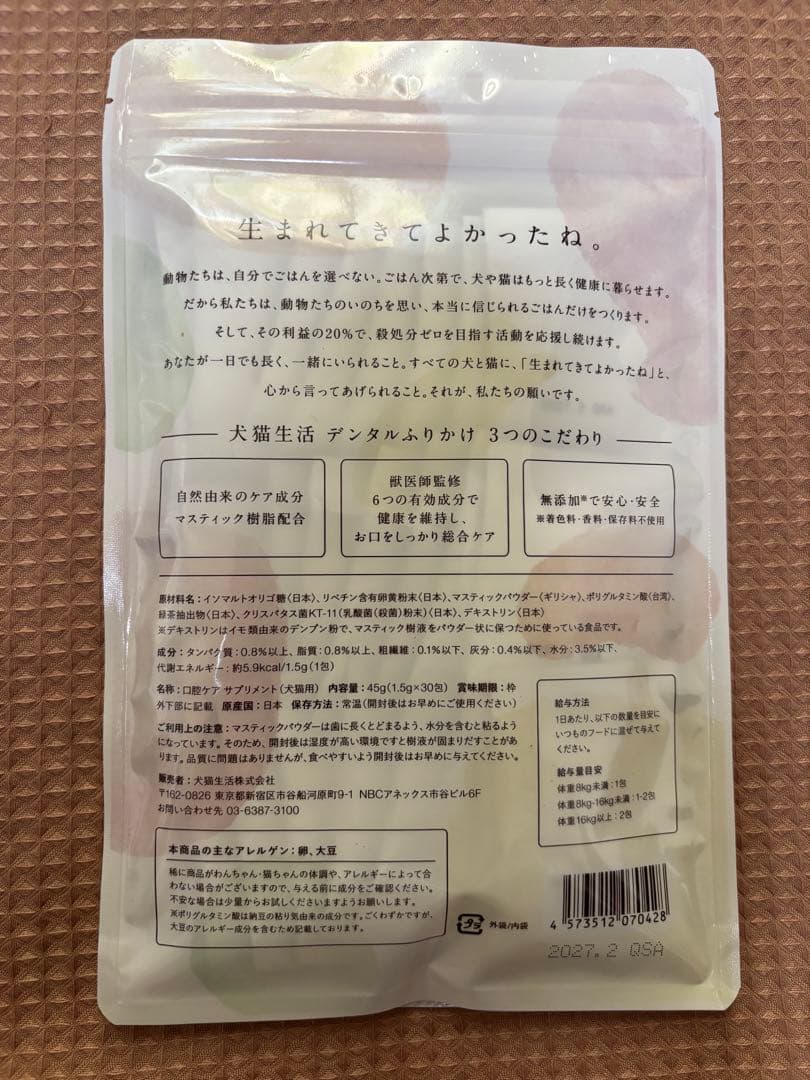 生まれてきてよかったね。
動物たちは、自分でごはんを選べない。ごはん次第で、犬や猫はもっと長く健康に暮らせます。
だから私たちは、動物たちのいのちを思い、本当に信じられるごはんだけをつくります。
そして、その利益の20%で、殺処分ゼロを目指す活動を応援し続けます。
あなたが一日でも長く、一緒にいられること。すべての犬と猫に、「生まれてきてよかったね」と、
心から言ってあげられること。それが、私たちの願いです。
犬猫生活 デンタルふりかけ 3つのこだわり
自然由来のケア成分
マスティック樹脂配合
獣医師監修
6つの有効成分で
健康を維持し、
お口をしっかり総合ケア
無添加※で安心・安全
※着色料・香料・保存料不使用
原材料名：イソマルトオリゴ糖（日本）、リベチン含有卵黄粉末（日本）、マスティックパウダー（ギリシャ）、ポリグルタミン酸（台湾）、
緑茶抽出物（日本）、クリスパタス菌KT-11（乳酸菌（殺菌）粉末）（日本）、デキストリン（日本）
※デキストリンはイモ類由来のデンプン粉で、マスティック樹液をパウダー状に保つために使っている食品です。
成分：タンパク質：0.8%以上、脂質：0.8%以上、粗繊維：0.1%以下、灰分：0.4%以下、水分：3.5%以下、
代謝エネルギー：約5.9kcal/1.5g（1包）
名称：口腔ケア サプリメント（犬猫用） 内容量：45g（1.5g×30包） 賞味期限：枠
外下部に記載 原産国：日本 保存方法：常温（開封後はお早めにご使用ください）
ご利用上の注意：マスティックパウダーは歯に長くとどまるよう、水分を含むと粘るよう
になっています。そのため、開封後は湿度が高い環境ですと樹液が固まりだすことがあ
ります。品質に問題はありませんが、食べやすいよう開封後はお早めに与えてください。
販売者：犬猫生活株式会社
〒162-0826 東京都新宿区市谷船河原町9-1 NBCアネックス市谷ビル6F
お問い合わせ先 03-6387-3100
給与方法
1日あたり、以下の数量を目安に
いつものフードに混ぜて与えて
ください。
給与量目安
体重8kg未満：1包
体重8kg-16kg未満：1-2包
体重16kg以上：2包
本商品の主なアレルゲン：卵、大豆
稀に商品がわんちゃん・猫ちゃんの体調や、アレルギーによって合
わない場合がございますので、与える前に成分をご確認ください。
不安な場合は少量からお試しくださいますようお願いします。
※ポリグルタミン酸は納豆の粘り気由来の成分です。ごくわずかですが、
大豆のアレルギー成分を含むため記載しております。
プラ 外袋/内袋
4 573512 070428
2027. 2 QSA